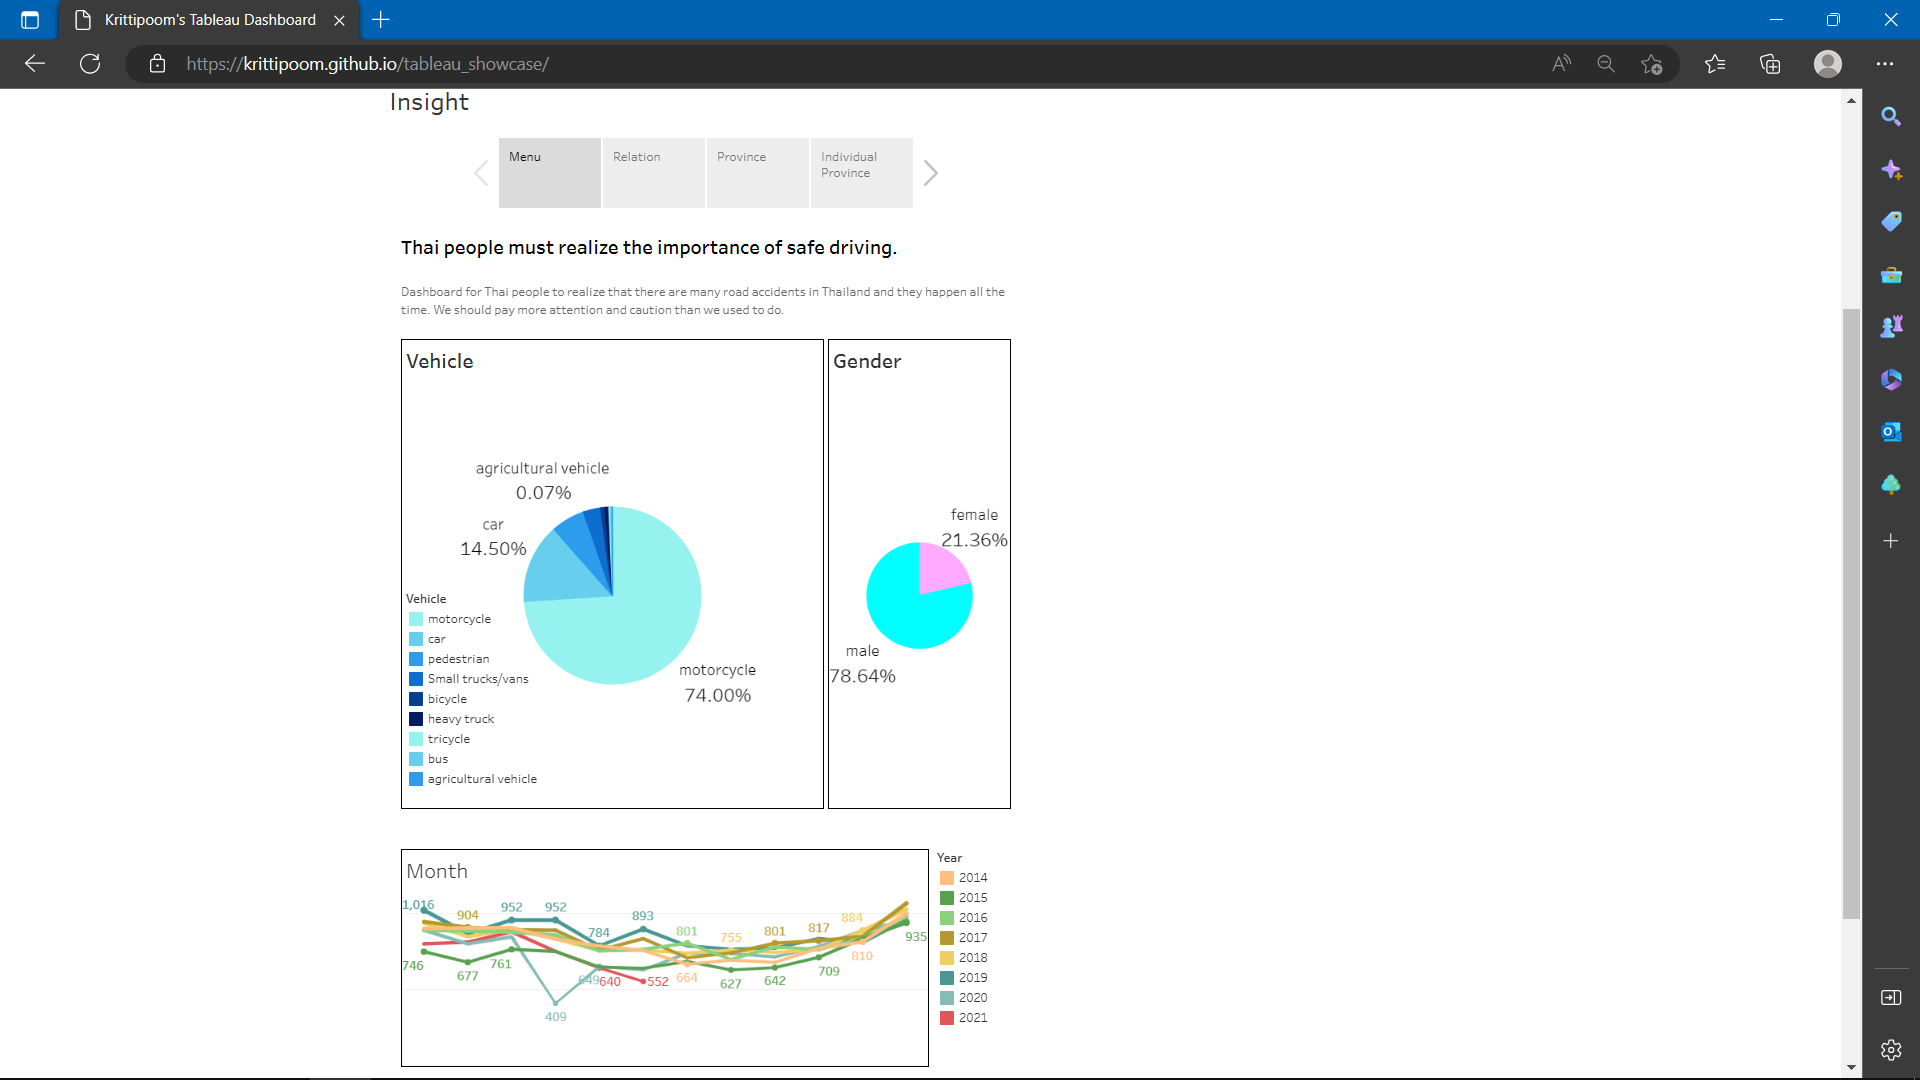 Krittipoom's Tableau Dashboard
https://krittipoom.github.io/tableau_showcase/
Insight
Menu
Relation
Province
Individual
Province
Thai people must realize the importance of safe driving.
Dashboard for Thai people to realize that there are many road accidents in Thailand and they happen all the
time. We should pay more attention and caution than we used to do.
Vehicle
agricultural vehicle
0.07%
car
14.50%
motorcycle
74.00%
Vehicle
motorcycle
car
pedestrian
Small trucks/vans
bicycle
heavy truck
tricycle
bus
agricultural vehicle
Gender
female
21.36%
male
78.64%
Month
1,016
904
952
952
784
893
801
755
801
817
884
935
810
746
677
761
649
640
552
664
627
642
709
409
Year
2014
2015
2016
2017
2018
2019
2020
2021